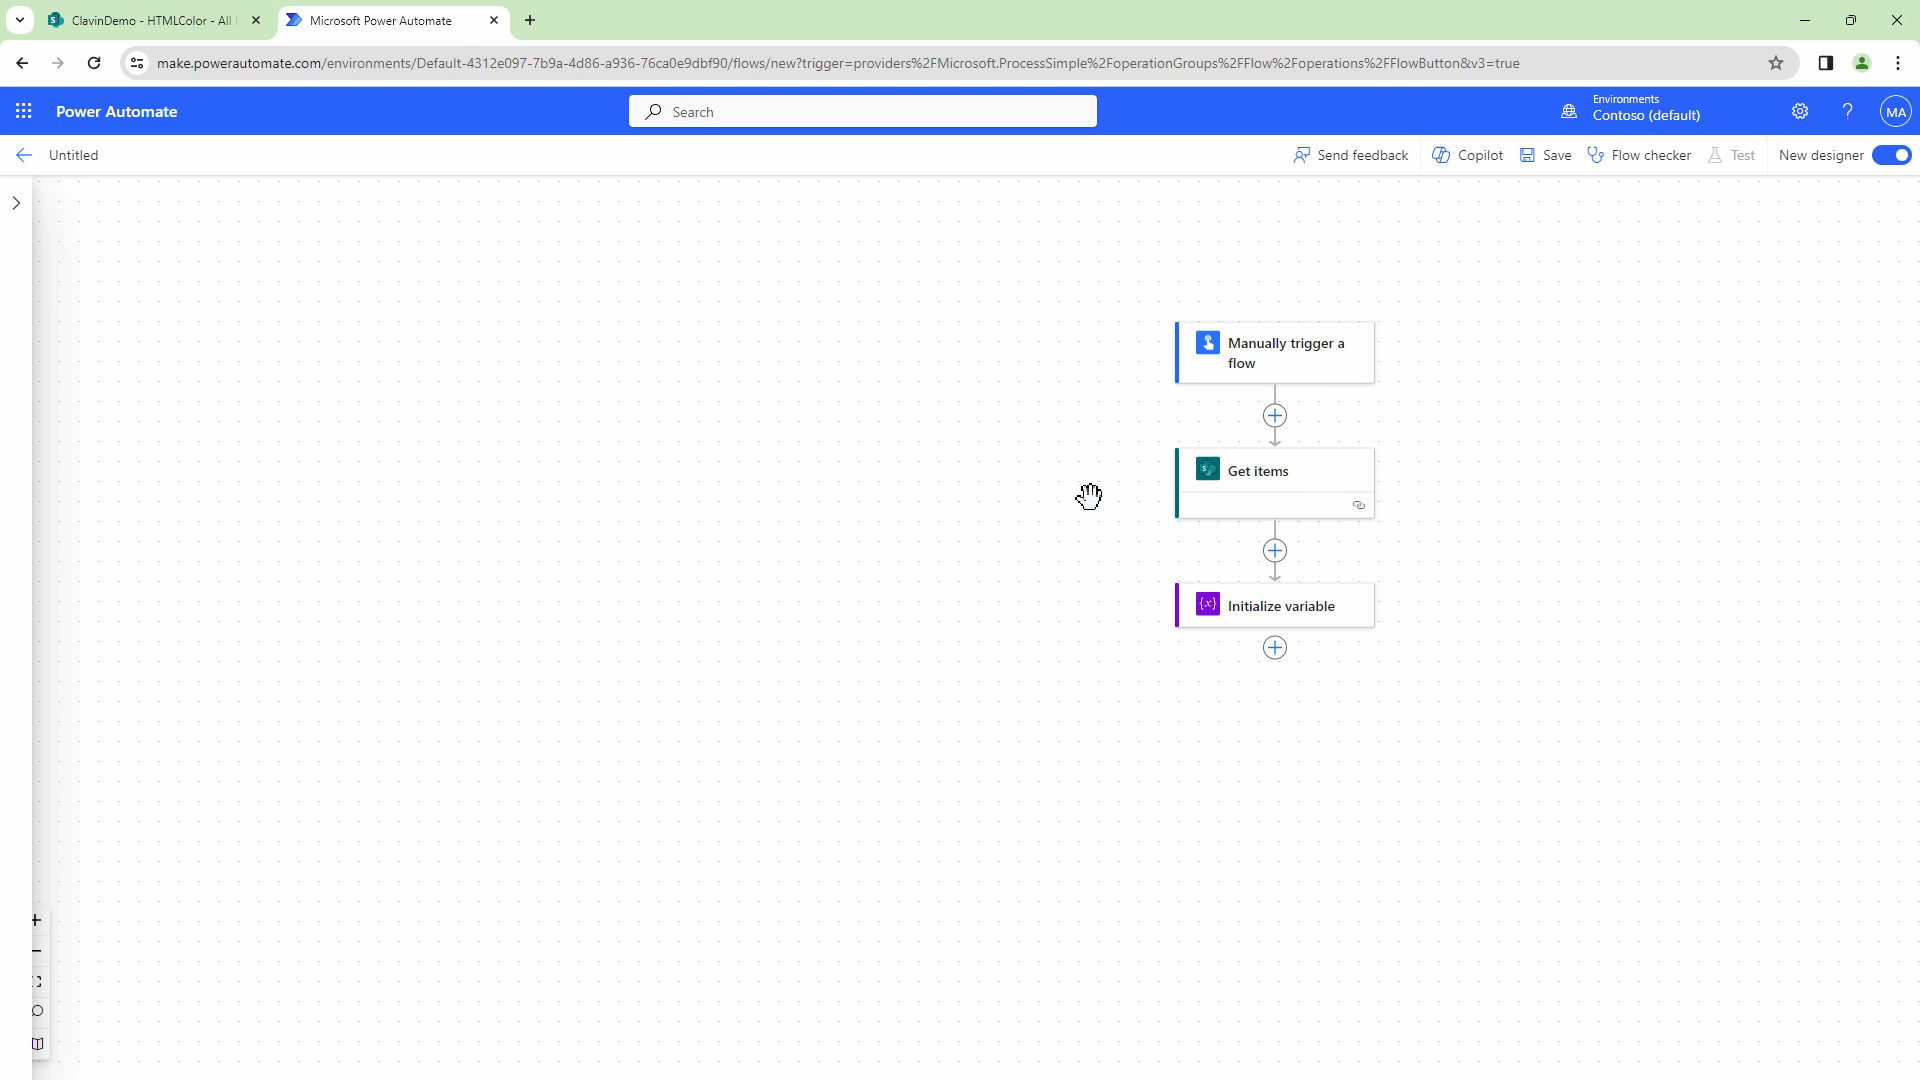 ClavinDemo - HTMLColor - All
Microsoft Power Automate
make.powerautomate.com/environments/Default-4312e097-7b9a-4d86-a936-76ca0e9dbf90/flows/new?trigger=providers%2FMicrosoft.ProcessSimple%2FoperationGroups%2FFlow%2Foperations%2FFlowButton&v3=true
Power Automate
Search
Environments
Contoso (default)
MA
Untitled
Send feedback
Copilot
Save
Flow checker
Test
New designer
Manually trigger a
flow
Get items
Initialize variable